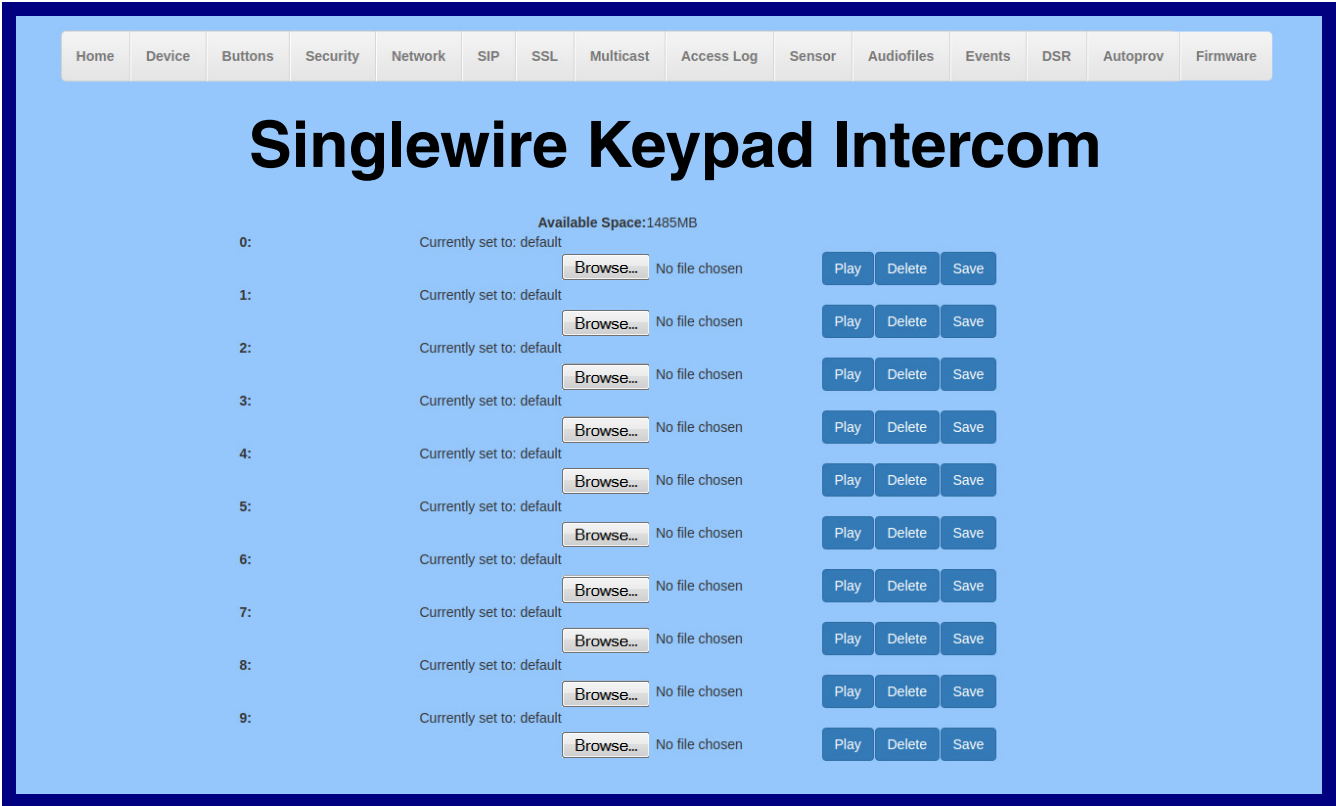 Home Device Buttons Security Network SIP SSL Multicast Access Log Sensor Audiofiles Events DSR Autoprov Firmware
Singlewire Keypad Intercom
Available Space:1485MB
0: Currently set to: default
Browse... No file chosen Play Delete Save
1: Currently set to: default
Browse... No file chosen Play Delete Save
2: Currently set to: default
Browse... No file chosen Play Delete Save
3: Currently set to: default
Browse... No file chosen Play Delete Save
4: Currently set to: default
Browse... No file chosen Play Delete Save
5: Currently set to: default
Browse... No file chosen Play Delete Save
6: Currently set to: default
Browse... No file chosen Play Delete Save
7: Currently set to: default
Browse... No file chosen Play Delete Save
8: Currently set to: default
Browse... No file chosen Play Delete Save
9: Currently set to: default
Browse... No file chosen Play Delete Save